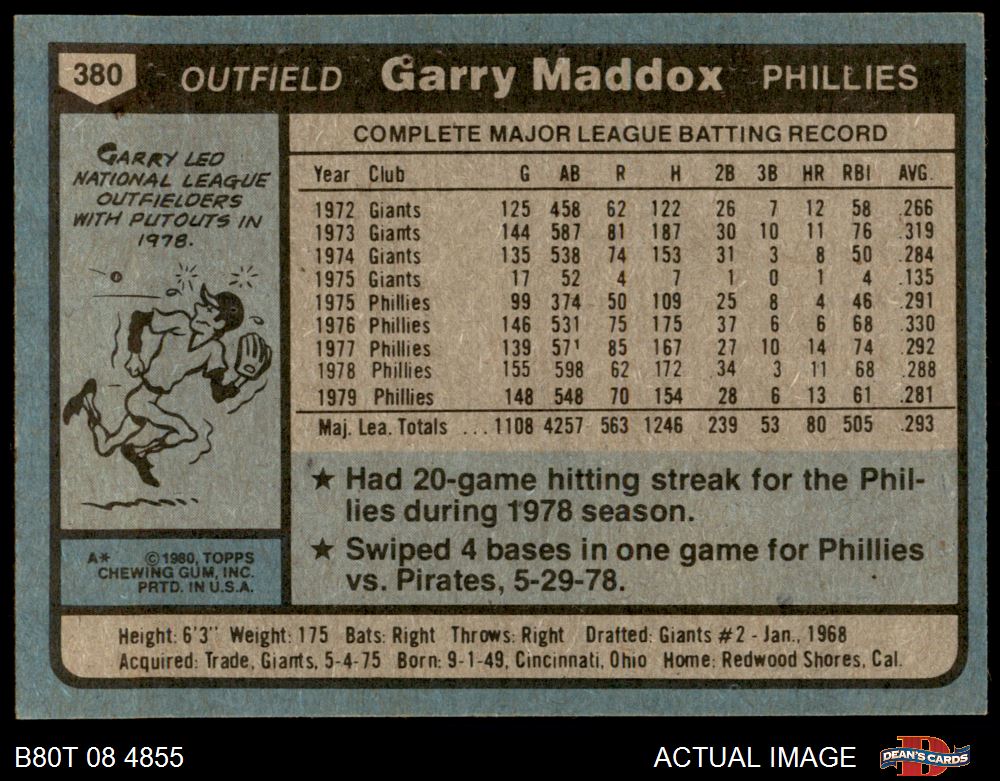 380 OUTFIELD Garry Maddox PHILLIES
GARRY LED
NATIONAL LEAGUE
OUTFIELDERS
WITH PUTOUTS IN
1978.
A* ©1980, TOPPS
CHEWING GUM, INC.
PRTD. IN U.S.A.
COMPLETE MAJOR LEAGUE BATTING RECORD
Year Club G AB R H 2B 3B HR RBI AVG.
1972 Giants 125 458 62 122 26 7 12 58 .266
1973 Giants 144 587 81 187 30 10 11 76 .319
1974 Giants 135 538 74 153 31 3 8 50 .284
1975 Giants 17 52 4 7 1 0 1 4 .135
1975 Phillies 99 374 50 109 25 8 4 46 .291
1976 Phillies 146 531 75 175 37 6 6 68 .330
1977 Phillies 139 571 85 167 27 10 14 74 .292
1978 Phillies 155 598 62 172 34 3 11 68 .288
1979 Phillies 148 548 70 154 28 6 13 61 .281
Maj. Lea. Totals ... 1108 4257 563 1246 239 53 80 505 .293
★ Had 20-game hitting streak for the Phil-
lies during 1978 season.
★ Swiped 4 bases in one game for Phillies
vs. Pirates, 5-29-78.
Height: 6'3" Weight: 175 Bats: Right Throws: Right Drafted: Giants #2 - Jan., 1968
Acquired: Trade, Giants, 5-4-75 Born: 9-1-49, Cincinnati, Ohio Home: Redwood Shores, Cal.
B80T 08 4855 ACTUAL IMAGE D DEAN'S CARDS